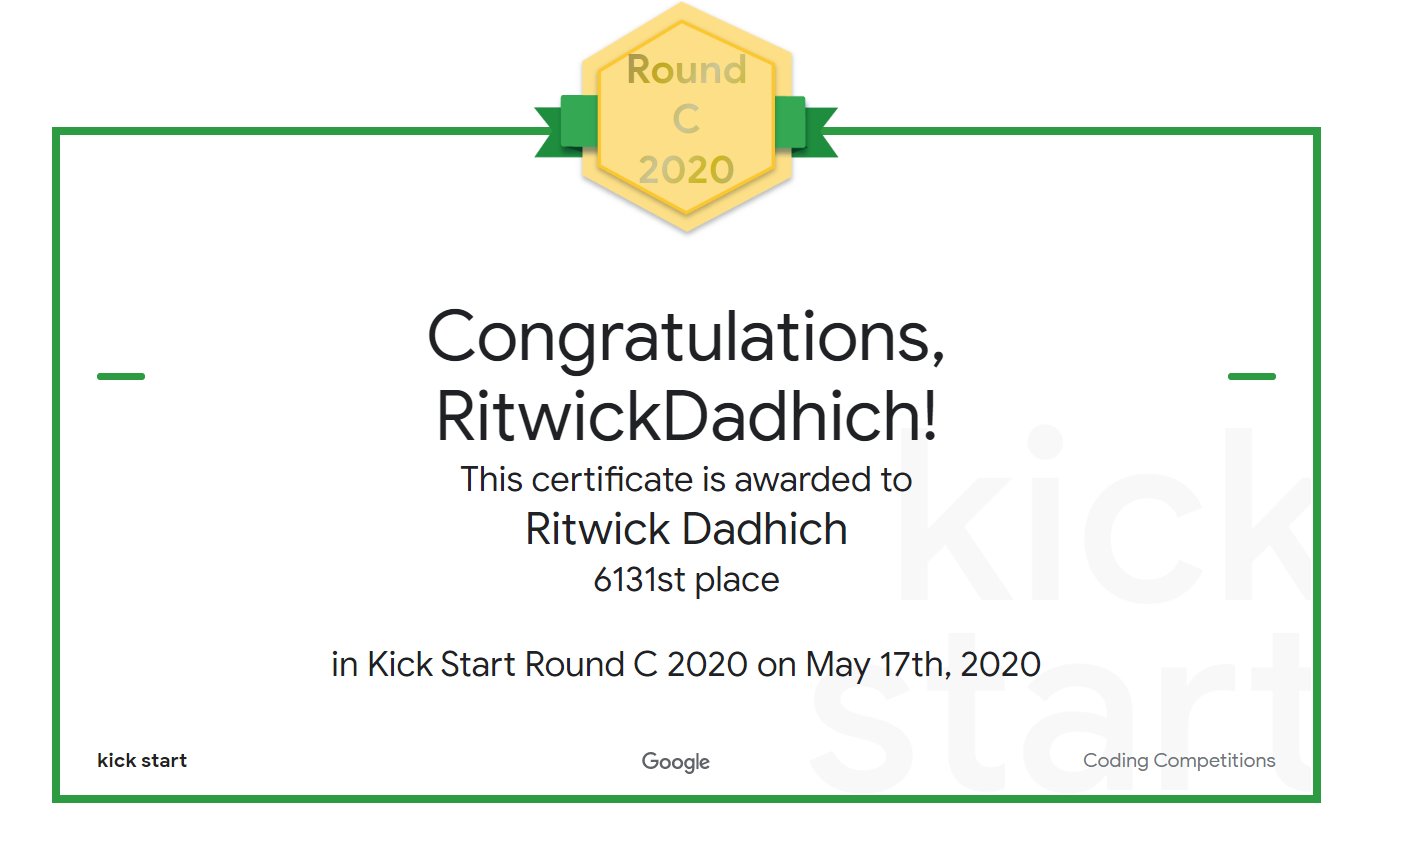 Round
C
2020
Congratulations,
RitwickDadhich!
This certificate is awarded to
Ritwick Dadhich
6131st place
in Kick Start Round C 2020 on May 17th, 2020
kick
start
kick start
Google
Coding Competitions